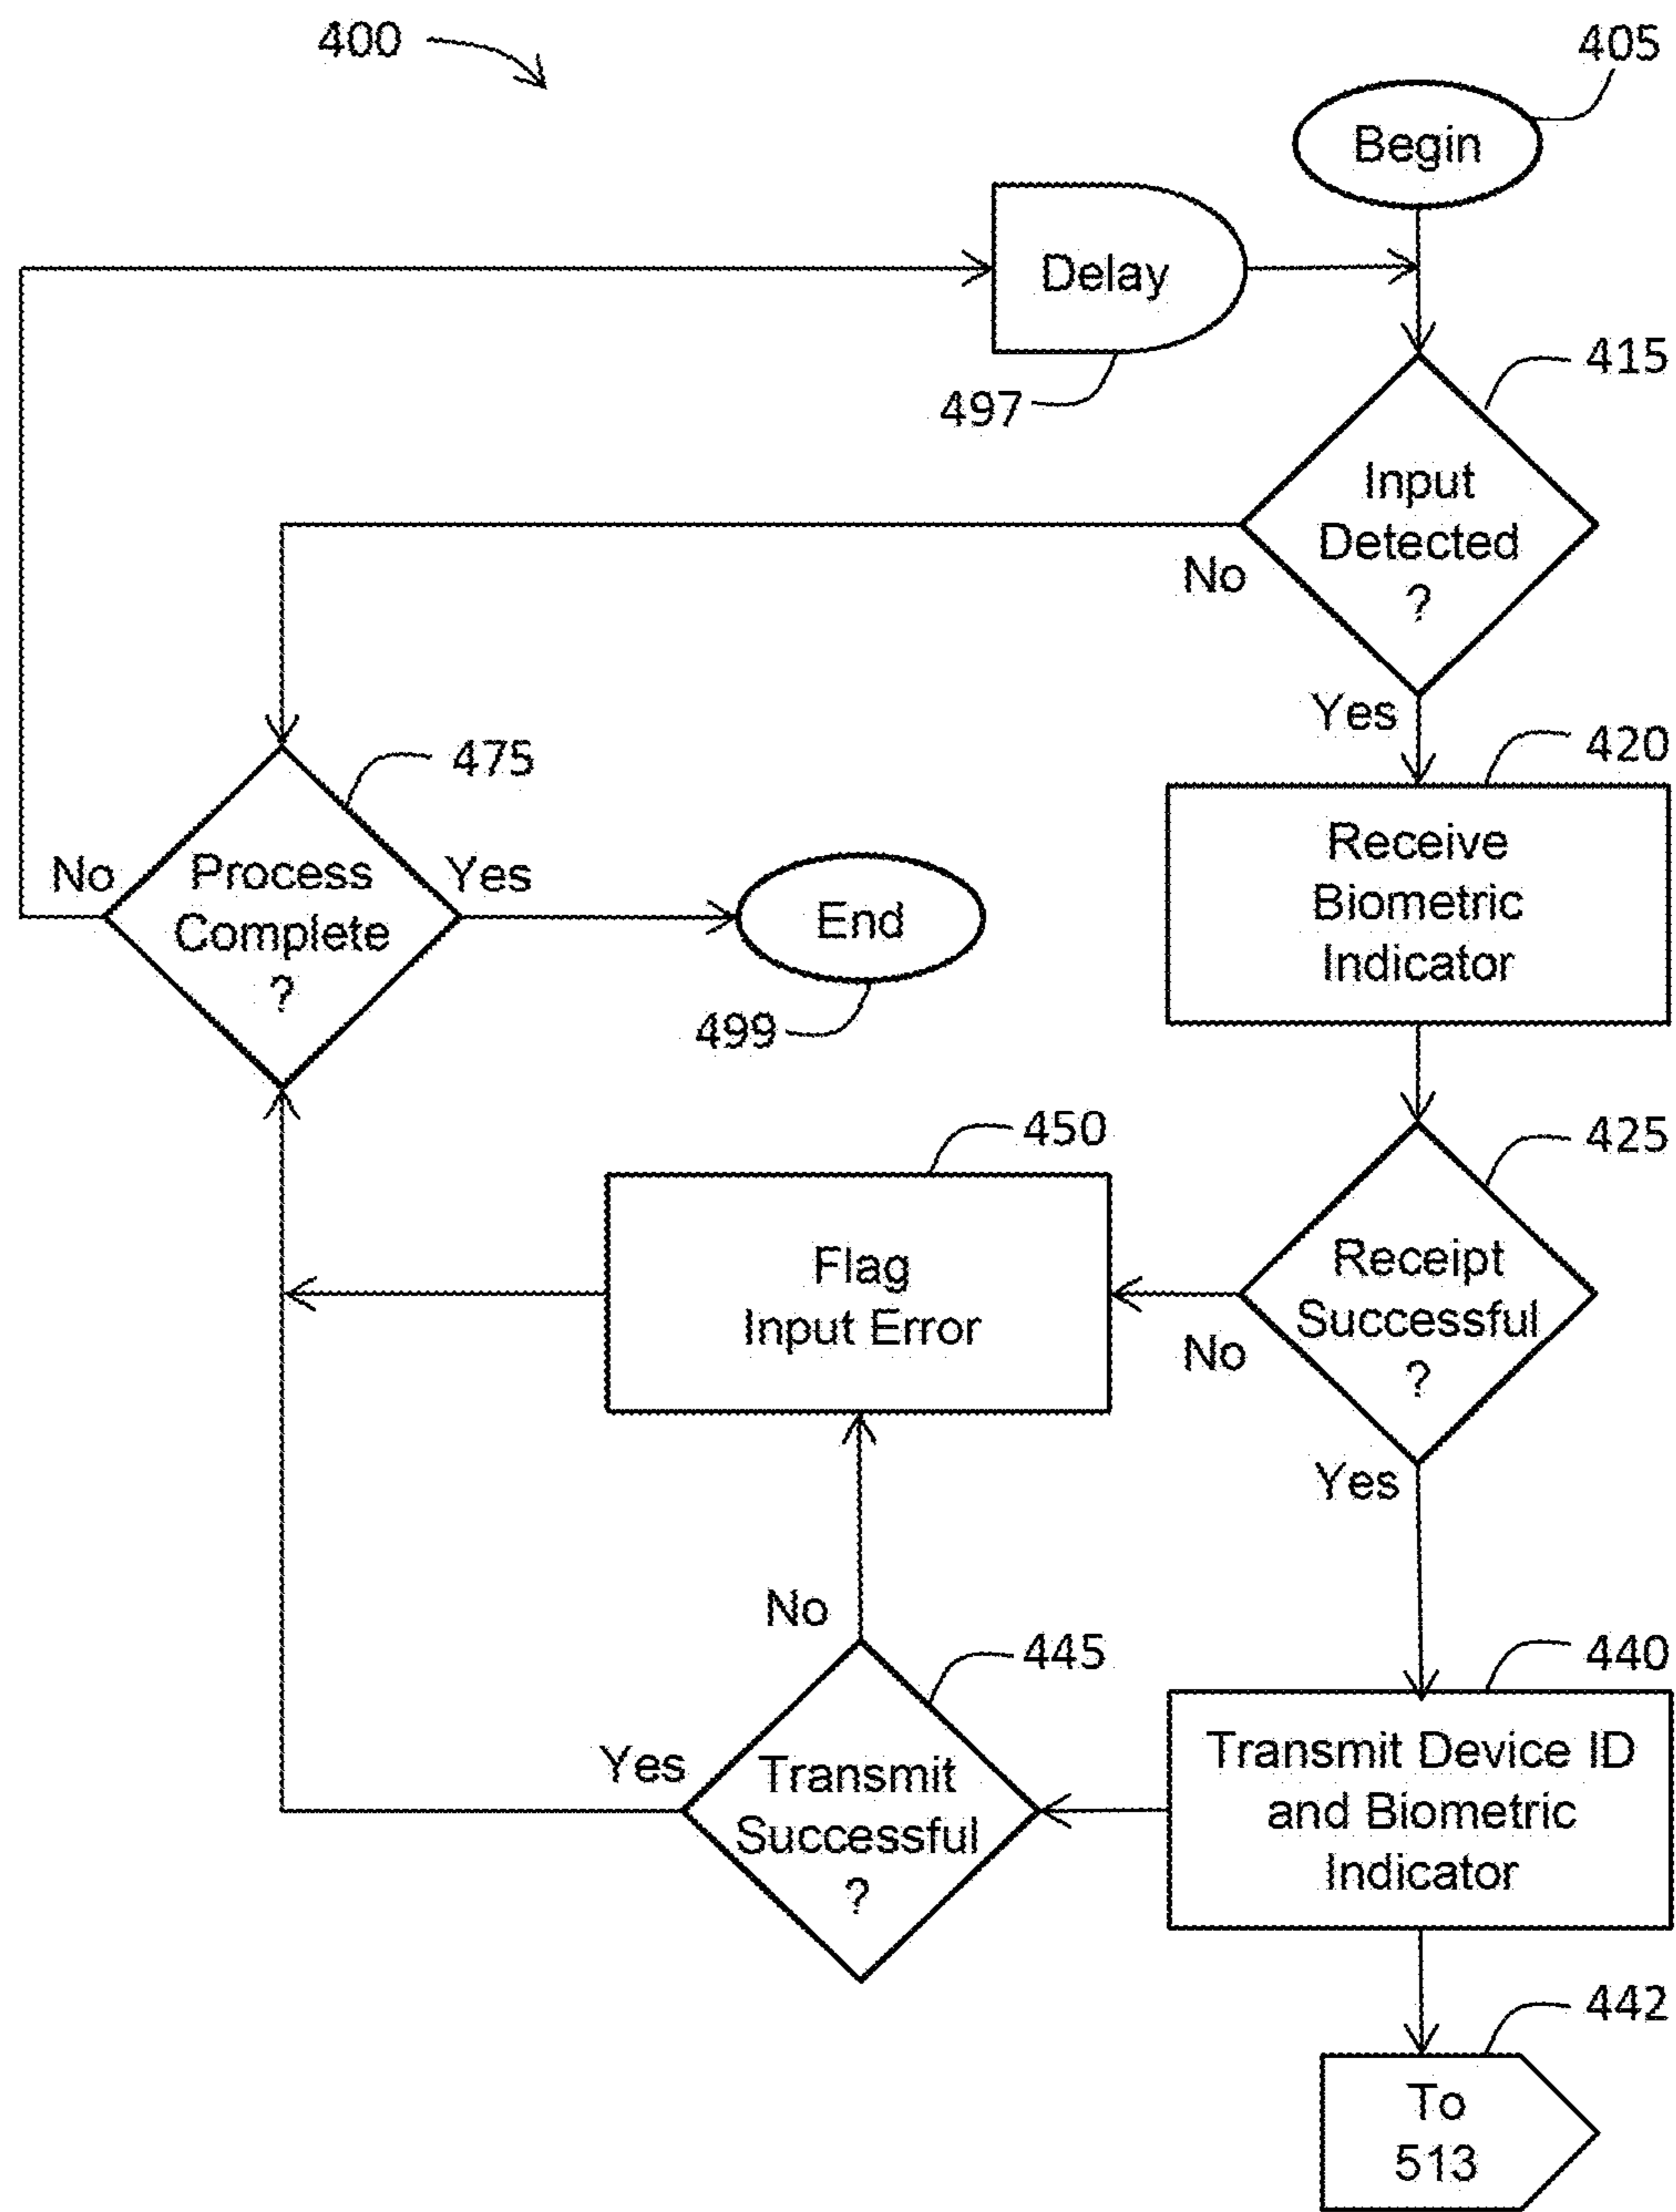 400
405
Begin
Delay
497
415
Input
Detected
?
No
Yes
475
420
No
Process
Complete
?
Yes
End
499
Receive
Biometric
Indicator
450
425
Flag
Input Error
Receipt
Successful
?
No
Yes
No
445
440
Yes
Transmit
Successful
?
Transmit Device ID
and Biometric
Indicator
442
To
513